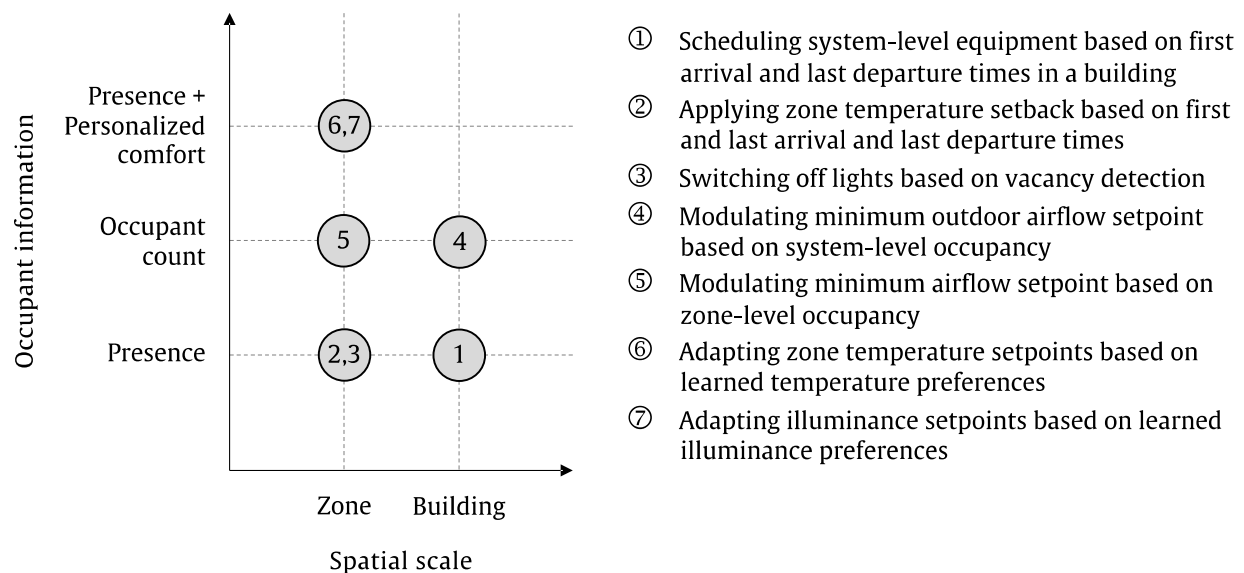 Occupant information
Presence +
Personalized
comfort
Occupant
count
Presence
6,7
5
4
2,3
1
Zone
Building
Spatial scale
① Scheduling system-level equipment based on first
arrival and last departure times in a building
② Applying zone temperature setback based on first
and last arrival and last departure times
③ Switching off lights based on vacancy detection
④ Modulating minimum outdoor airflow setpoint
based on system-level occupancy
⑤ Modulating minimum airflow setpoint based on
zone-level occupancy
⑥ Adapting zone temperature setpoints based on
learned temperature preferences
⑦ Adapting illuminance setpoints based on learned
illuminance preferences